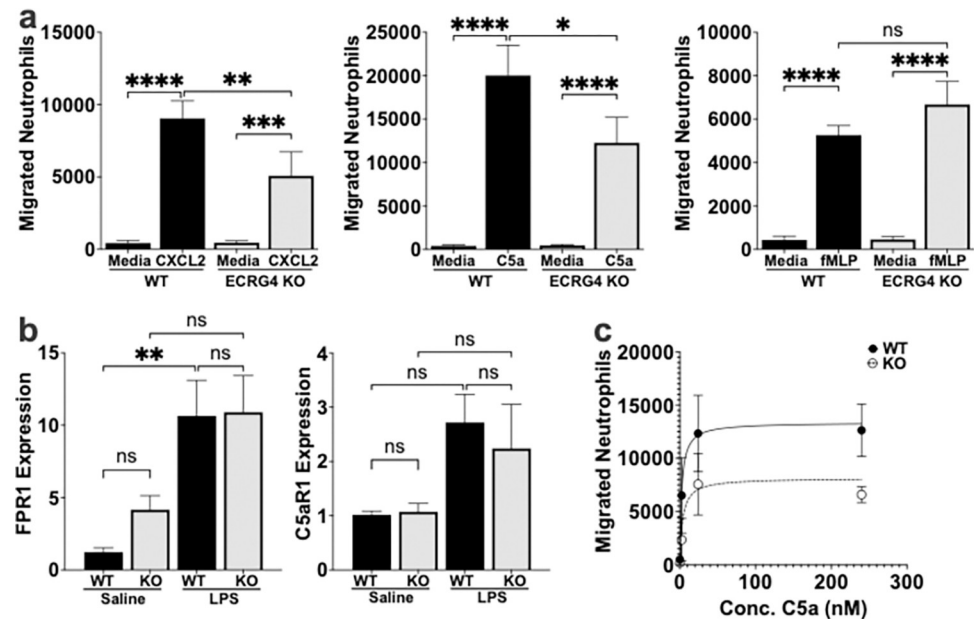 a
Migrated Neutrophils
15000
10000
5000
0
****
**
***
Media CXCL2 Media CXCL2
WT ECRG4 KO
Migrated Neutrophils
25000
20000
15000
10000
5000
0
****
*
****
Media C5a Media C5a
WT ECRG4 KO
Migrated Neutrophils
8000
6000
4000
2000
0
ns
****
****
Media fMLP Media fMLP
WT ECRG4 KO
b
FPR1 Expression
15
10
5
0
ns
**
ns
ns
WT KO WT KO
Saline LPS
C5aR1 Expression
4
3
2
1
0
ns
ns
ns
ns
WT KO WT KO
Saline LPS
c
WT
KO
Migrated Neutrophils
20000
15000
10000
5000
0
0 100 200 300
Conc. C5a (nM)